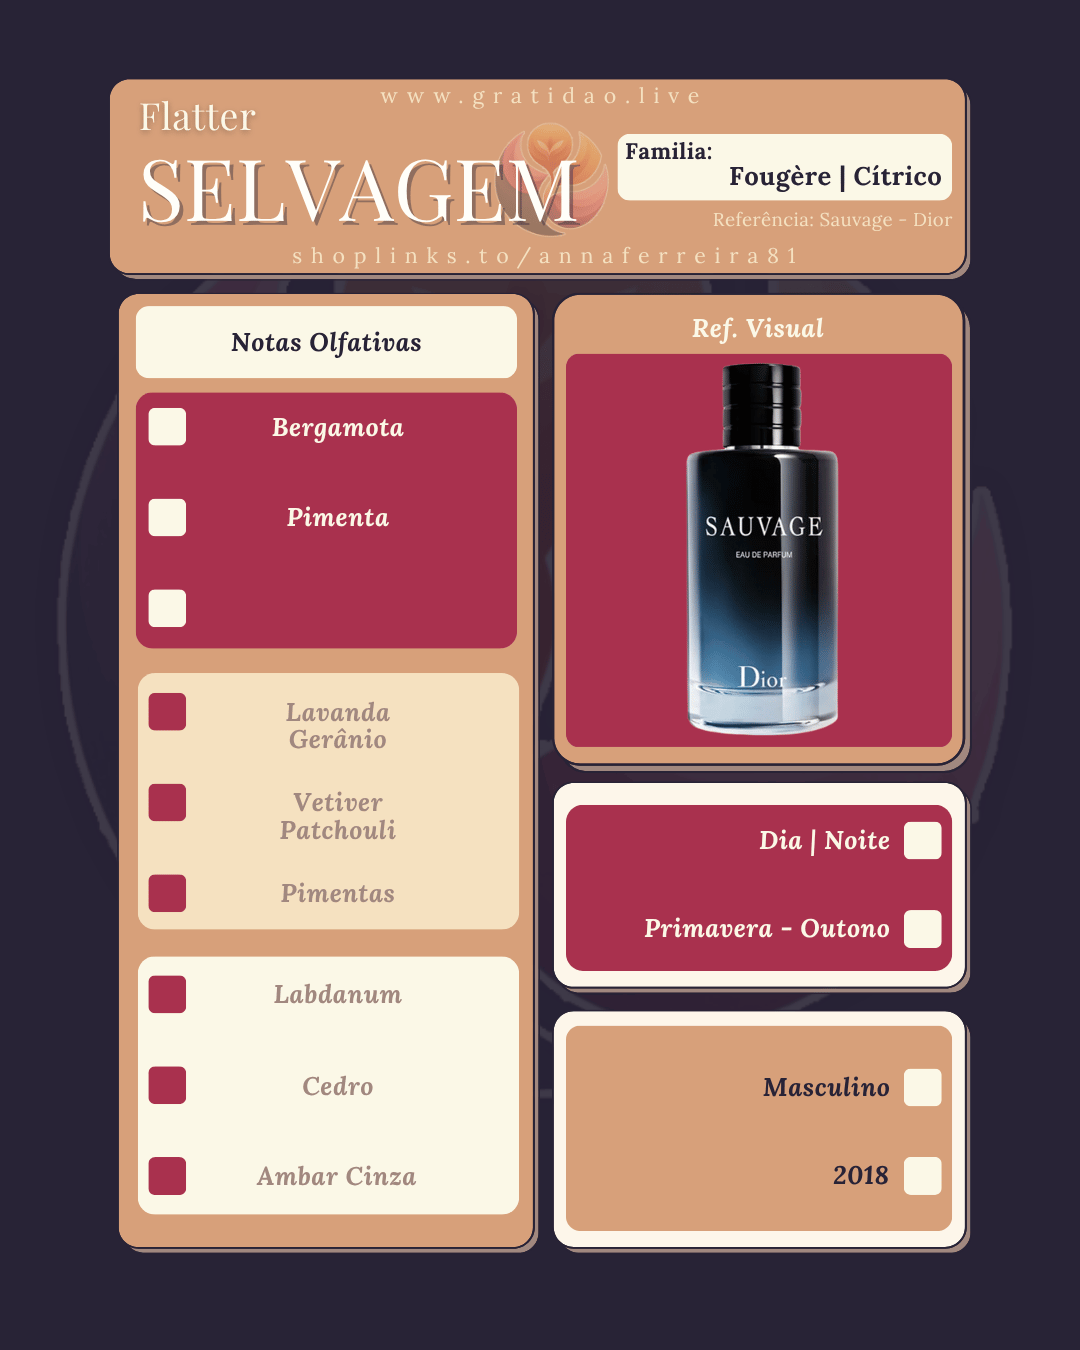 www.gratidao.live
Flatter
SELVAGEM
Familia:
Fougère | Cítrico
Referência: Sauvage - Dior
shoplinks.to/annaferreira81
Notas Olfativas
Bergamota
Pimenta
Lavanda
Gerânio
Vetiver
Patchouli
Pimentas
Labdanum
Cedro
Ambar Cinza
Ref. Visual
SAUVAGE
EAU DE PARFUM
Dior
Dia | Noite
Primavera - Outono
Masculino
2018